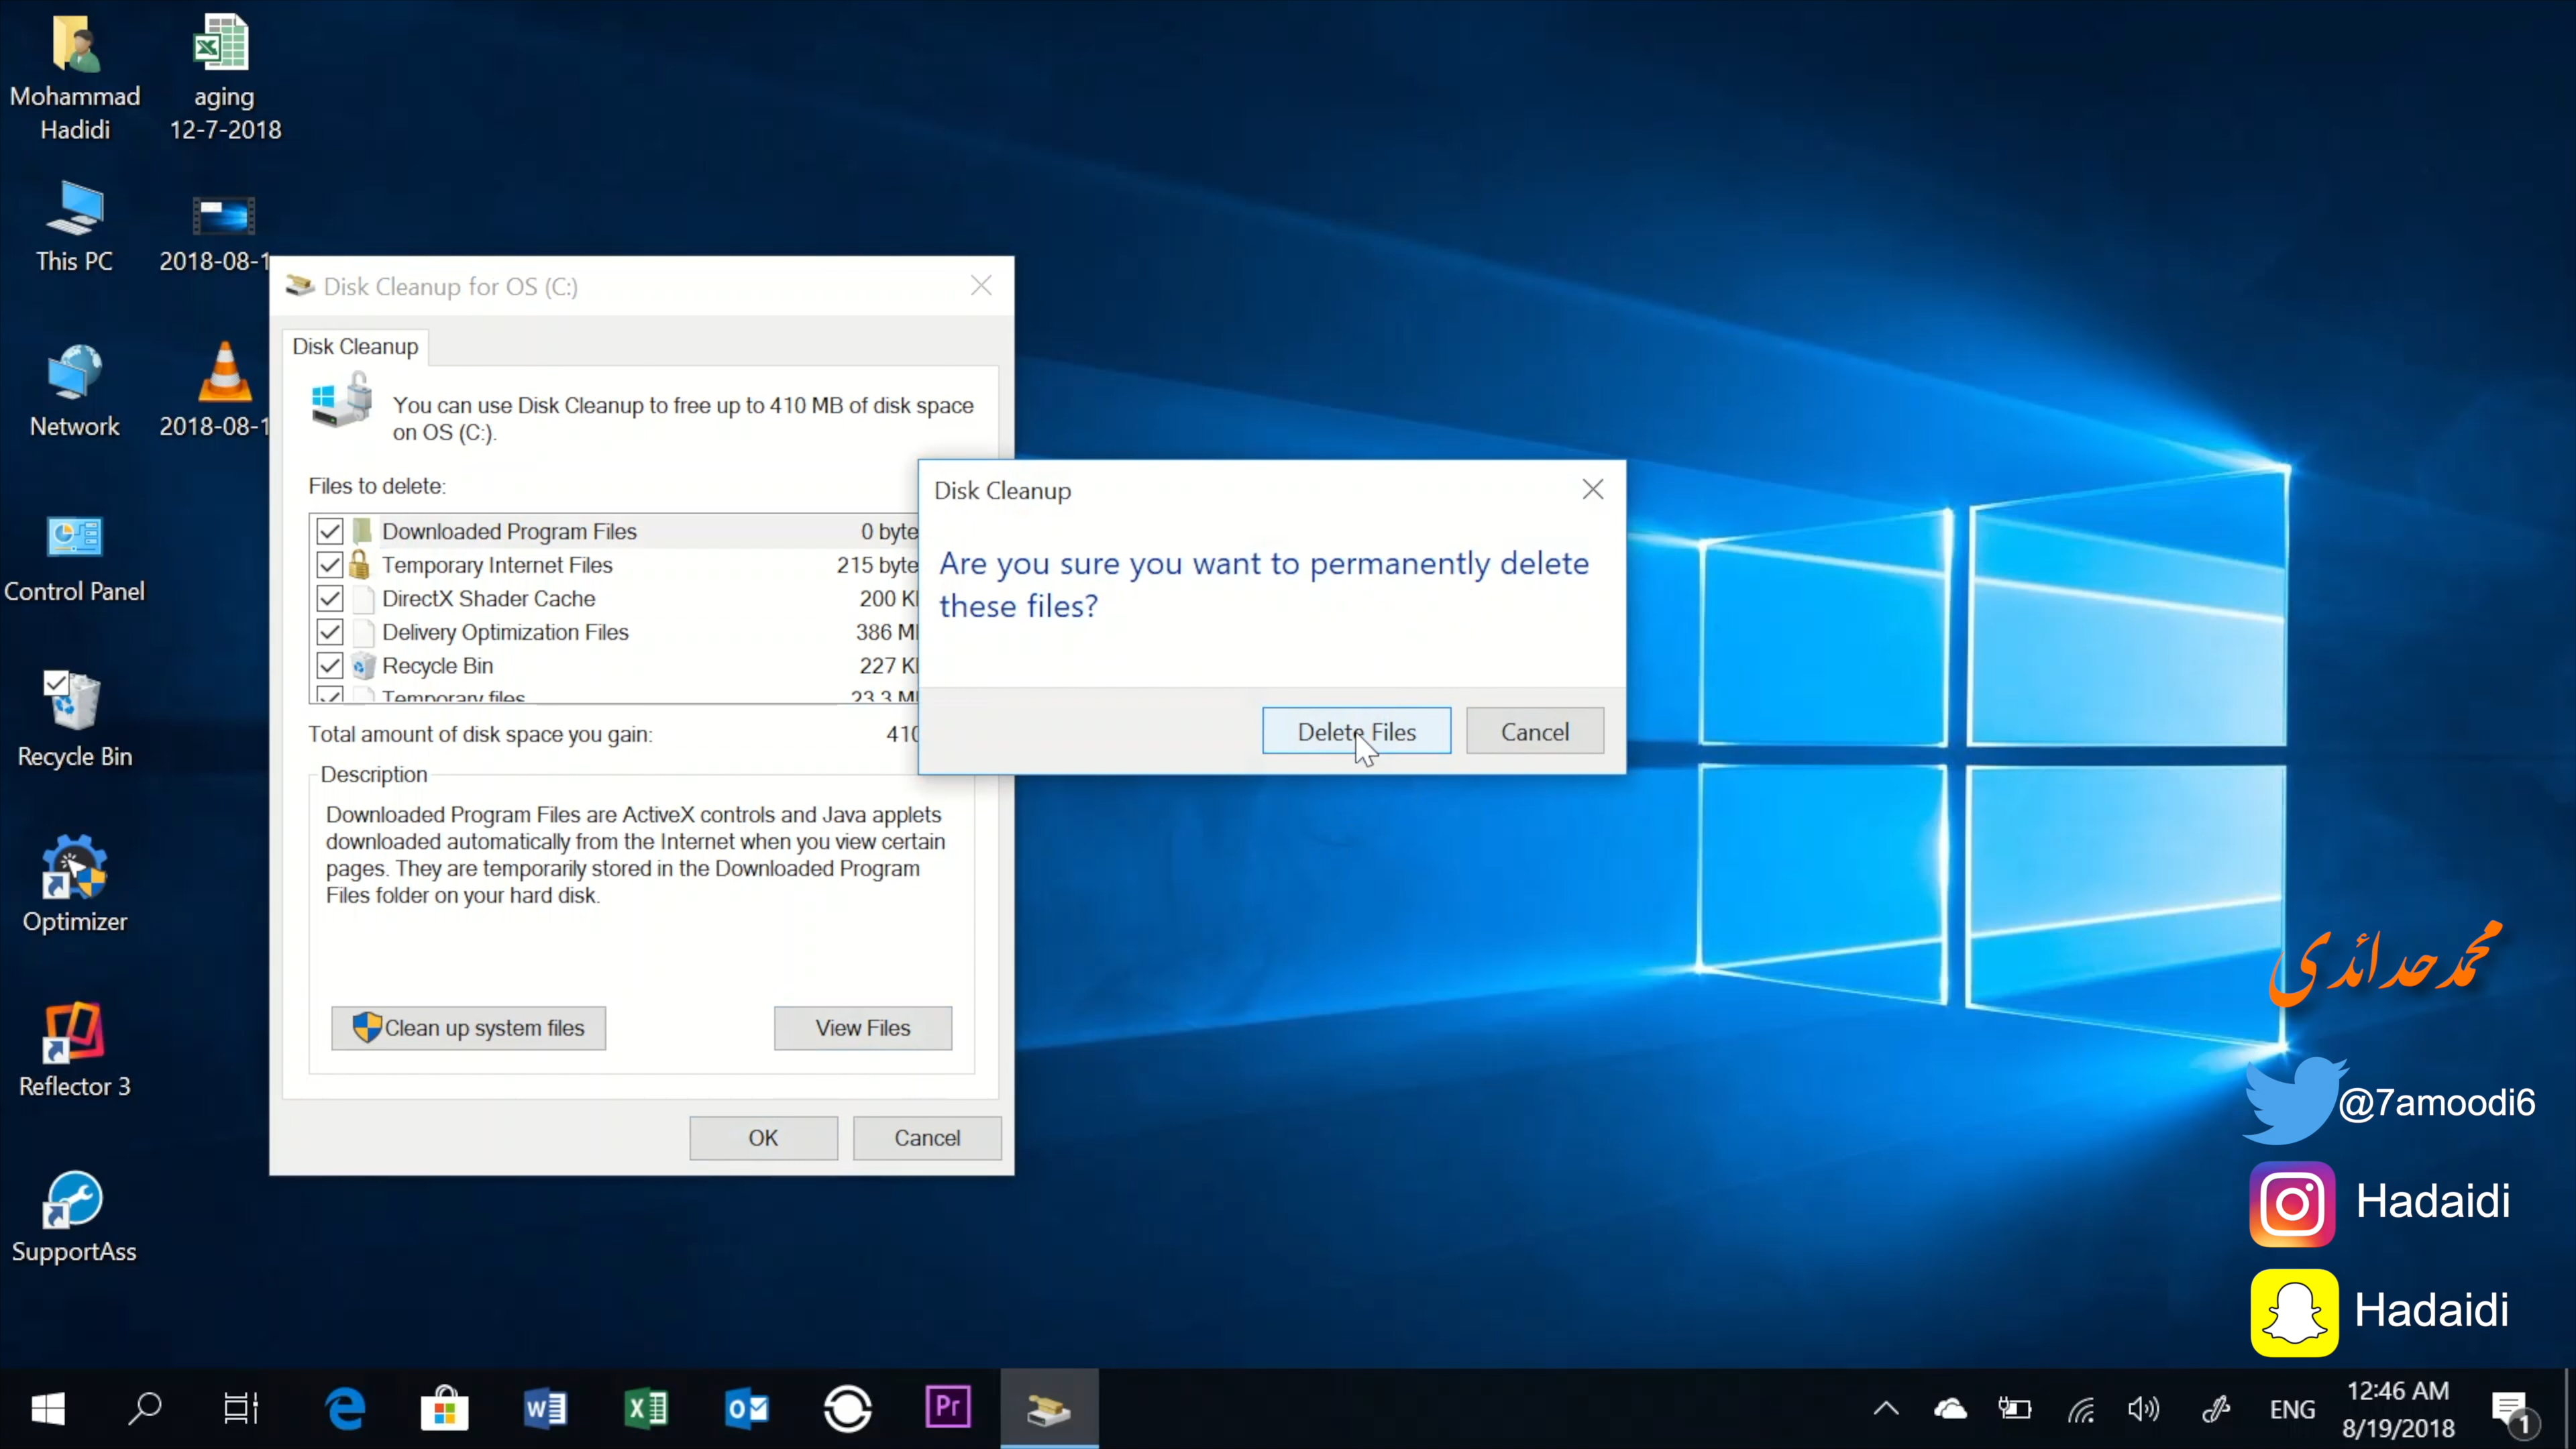 Mohammad
Hadidi
aging
12-7-2018
This PC
2018-08-1
Network
2018-08-1
Control Panel
Recycle Bin
Optimizer
Reflector 3
SupportAss
Disk Cleanup for OS (C:)
Disk Cleanup
You can use Disk Cleanup to free up to 410 MB of disk space
on OS (C:).
Files to delete:
Downloaded Program Files 0 byte
Temporary Internet Files 215 byte
DirectX Shader Cache 200 K
Delivery Optimization Files 386 M
Recycle Bin 227 K
Temporary files 23.3 M
Total amount of disk space you gain: 410
Description
Downloaded Program Files are ActiveX controls and Java applets
downloaded automatically from the Internet when you view certain
pages. They are temporarily stored in the Downloaded Program
Files folder on your hard disk.
Clean up system files
View Files
OK
Cancel
Disk Cleanup
Are you sure you want to permanently delete
these files?
Delete Files
Cancel
محمد حدائدي
@7amoodi6
Hadaidi
Hadaidi
Pr
ENG
12:46 AM
8/19/2018
1